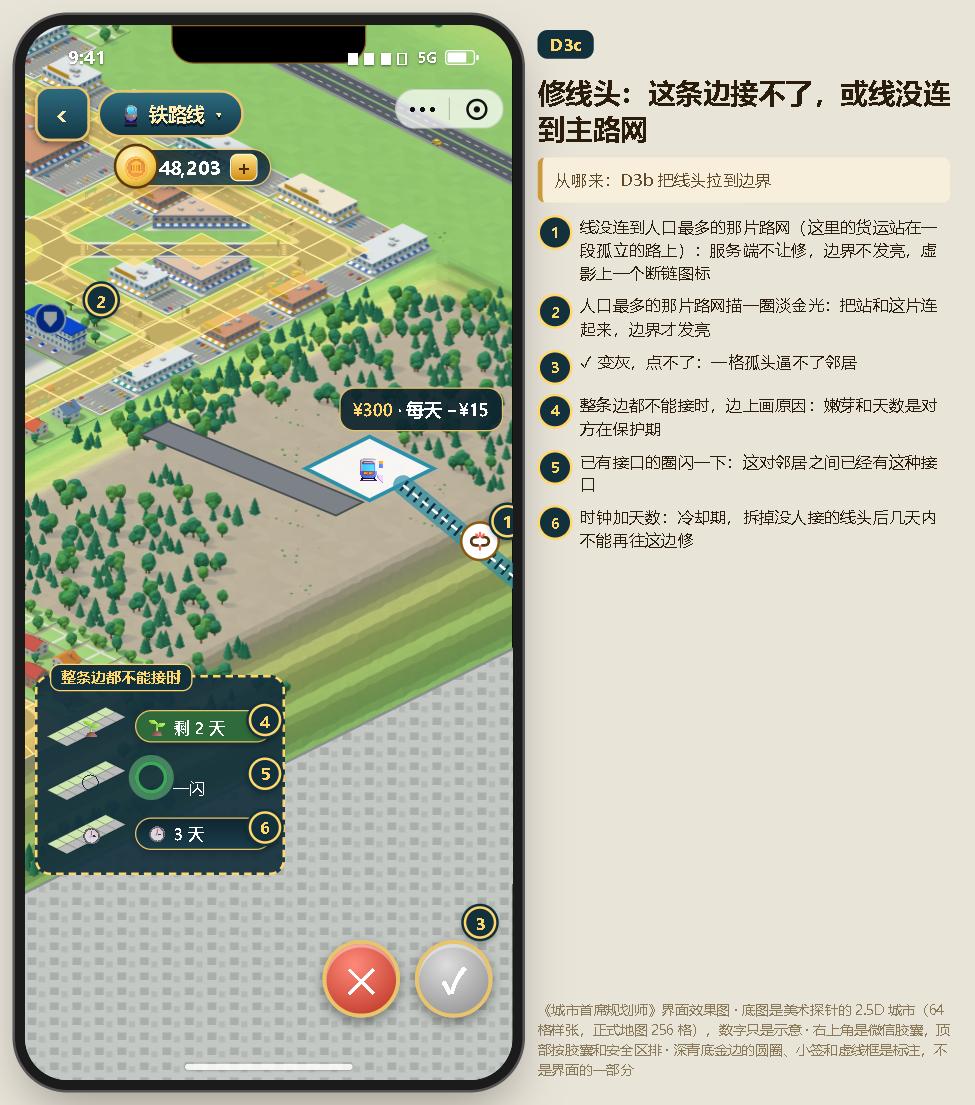 9:41
5G
铁路线
48,203
+
2
¥300 · 每天 −¥15
1
整条边都不能接时
剩 2 天
4
一闪
5
3 天
6
3
D3c
修线头：这条边接不了，或线没连
到主路网
从哪来：D3b 把线头拉到边界
1 线没连到人口最多的那片路网（这里的货运站在一
段孤立的路上）：服务端不让修，边界不发亮，虚
影上一个断链图标
2 人口最多的那片路网描一圈淡金光：把站和这片连
起来，边界才发亮
3 ✓ 变灰，点不了：一格孤头逼不了邻居
4 整条边都不能接时，边上画原因：嫩芽和天数是对
方在保护期
5 已有接口的圈闪一下：这对邻居之间已经有这种接
口
6 时钟加天数：冷却期，拆掉没人接的线头后几天内
不能再往这边修
《城市首席规划师》界面效果图 · 底图是美术探针的 2.5D 城市（64
格样张，正式地图 256 格），数字只是示意 · 右上角是微信胶囊，顶
部按胶囊和安全区排 · 深青底金边的圆圈、小签和虚线框是标注，不
是界面的一部分